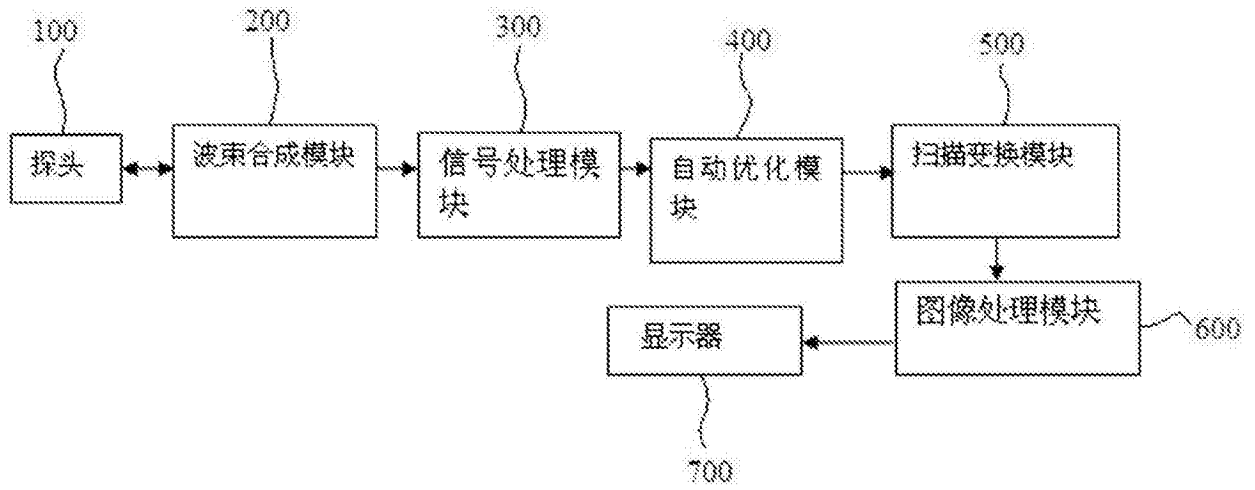 100
200
300
400
500
探头
波束合成模块
信号处理模
块
自动优化模
块
扫描变换模块
图像处理模块
600
显示器
700